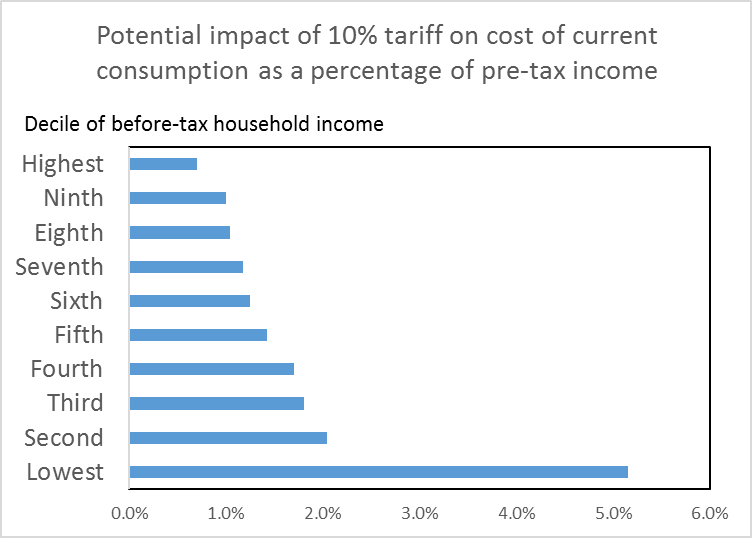 Potential impact of 10% tariff on cost of current
consumption as a percentage of pre-tax income
Decile of before-tax household income
Highest
Ninth
Eighth
Seventh
Sixth
Fifth
Fourth
Third
Second
Lowest
0.0% 1.0% 2.0% 3.0% 4.0% 5.0% 6.0%